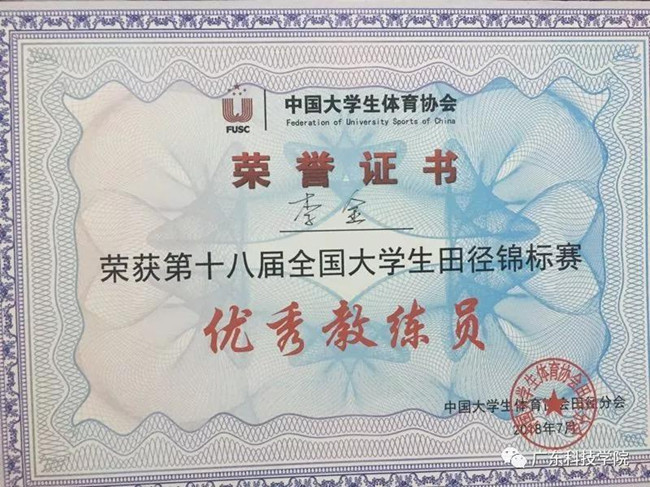 FUSC
中国大学生体育协会
Federation of University Sports of China
荣誉证书
李金
荣获第十八届全国大学生田径锦标赛
优秀教练员
中国大学生体育协会田径分会
2018年7月
广东科技学院